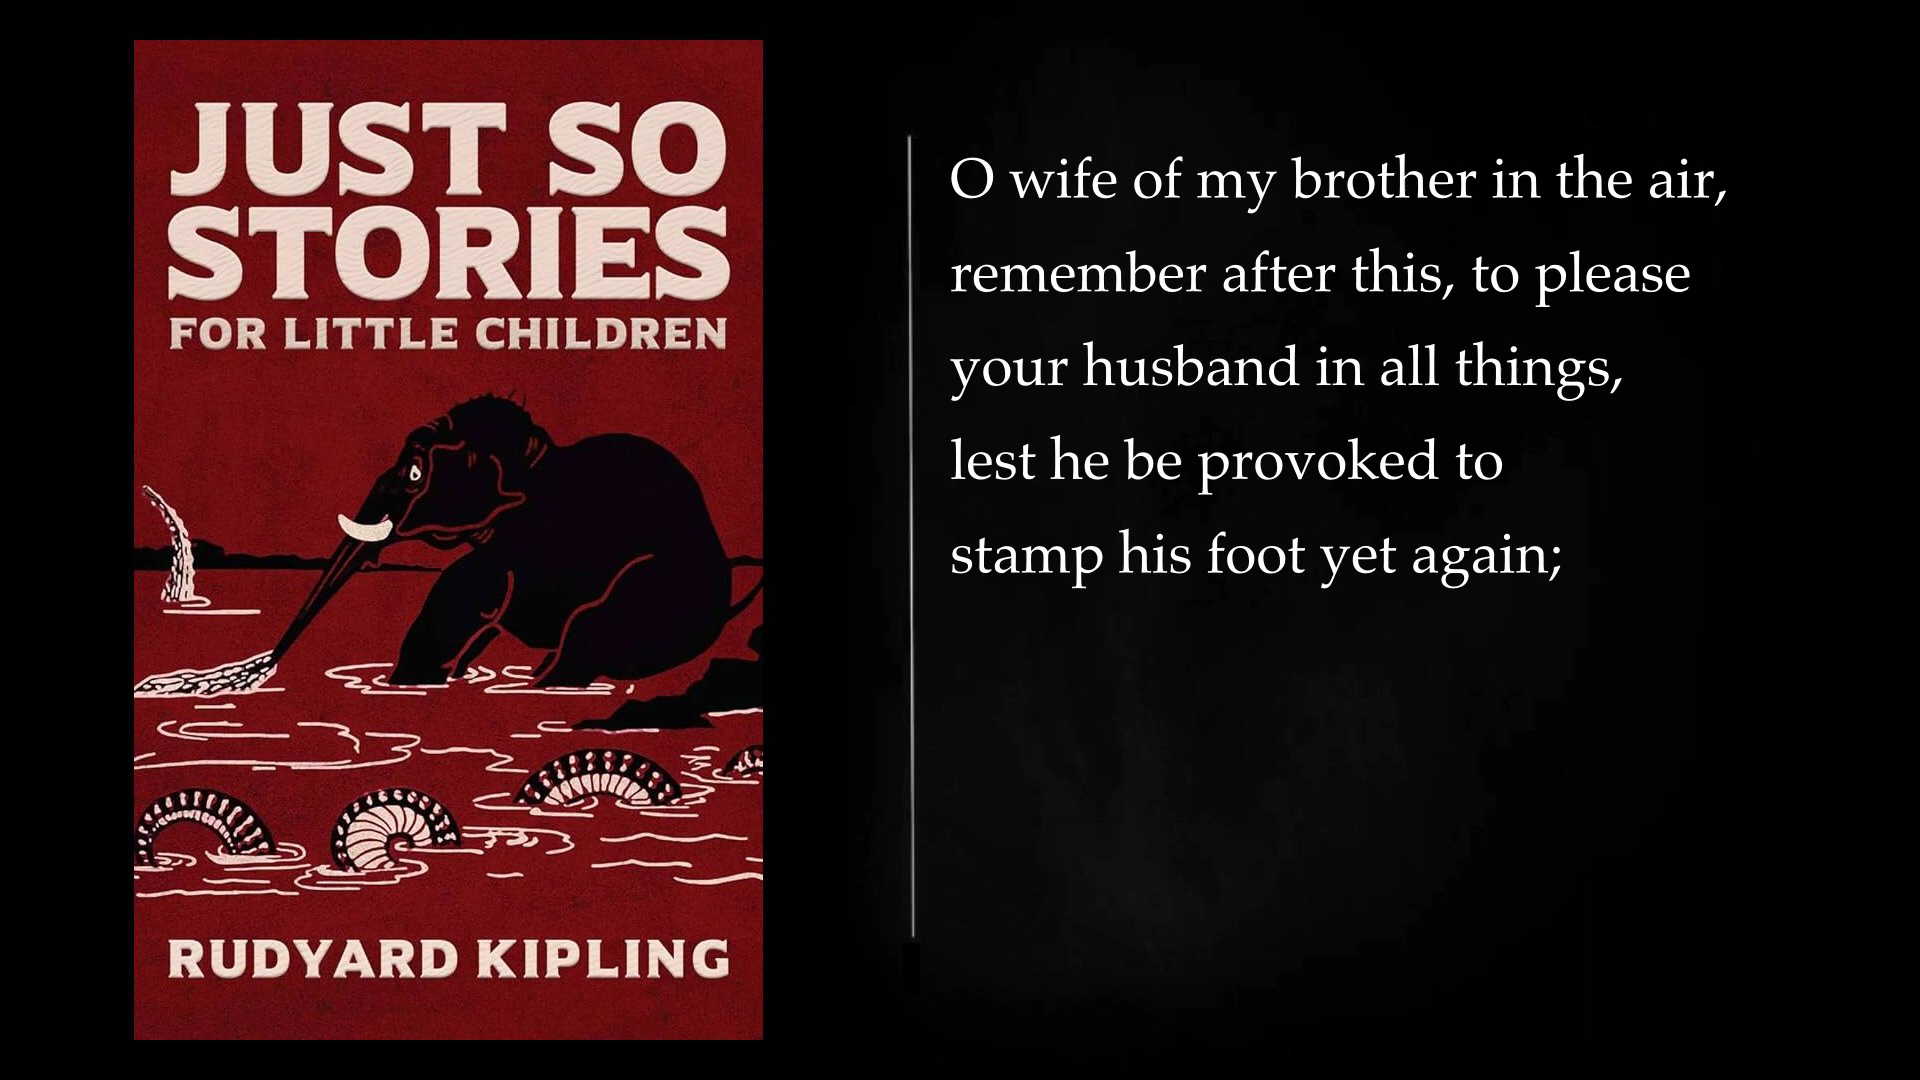 JUST SO
STORIES
FOR LITTLE CHILDREN
RUDYARD KIPLING
O wife of my brother in the air,
remember after this, to please
your husband in all things,
lest he be provoked to
stamp his foot yet again;